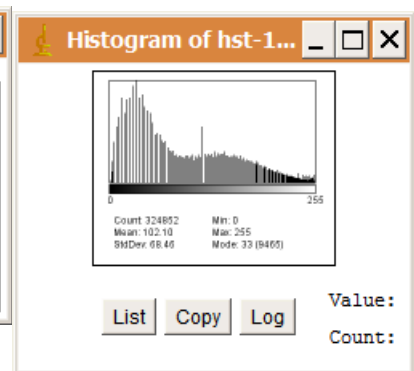 Histogram of hst-1...
0 255
Count: 324852 Min: 0
Mean: 102.10 Max: 255
StdDev: 68.46 Mode: 33 (9465)
List Copy Log
Value:
Count: